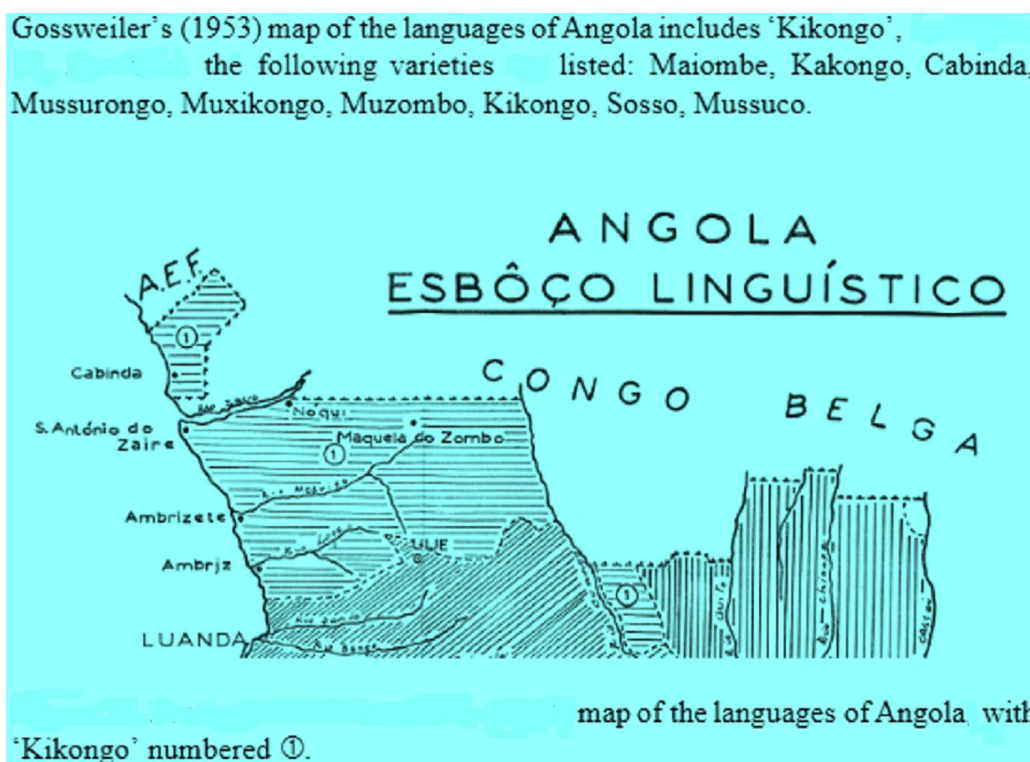 Gossweiler’s (1953) map of the languages of Angola includes ‘Kikongo’,
the following varieties listed: Maiombe, Kakongo, Cabinda,
Mussurongo, Muxikongo, Muzombo, Kikongo, Sosso, Mussuco.
ANGOLA
ESBÔÇO LINGUÍSTICO
A.E.F.
①
Cabinda
CONGO BELGA
Nóqui
S. António do
Zaire
Maquela do Zombo
①
Ambrizete
UIJE
Ambriz
①
LUANDA
map of the languages of Angola with
‘Kikongo’ numbered ①.